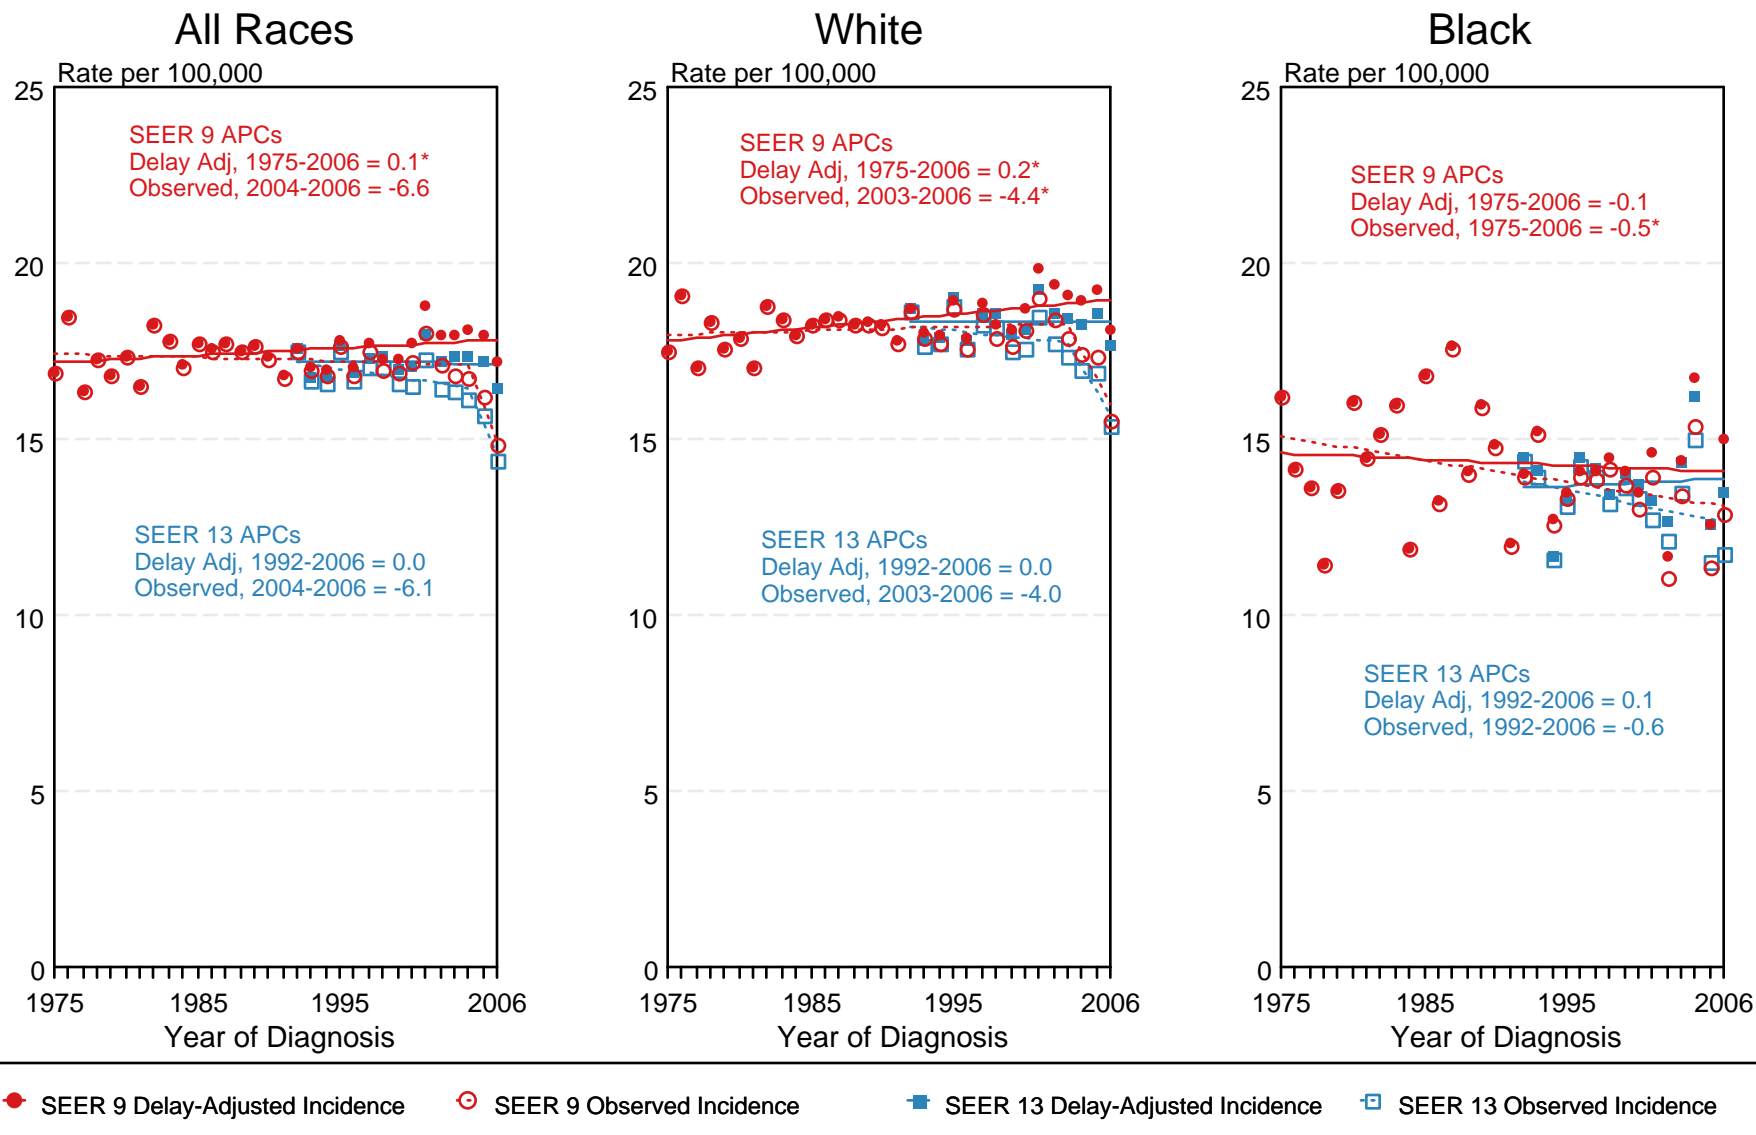 All Races
Rate per 100,000
25
20
15
10
5
0
SEER 9 APCs
Delay Adj, 1975-2006 = 0.1*
Observed, 2004-2006 = -6.6
SEER 13 APCs
Delay Adj, 1992-2006 = 0.0
Observed, 2004-2006 = -6.1
1975 1985 1995 2006
Year of Diagnosis
White
Rate per 100,000
25
20
15
10
5
0
SEER 9 APCs
Delay Adj, 1975-2006 = 0.2*
Observed, 2003-2006 = -4.4*
SEER 13 APCs
Delay Adj, 1992-2006 = 0.0
Observed, 2003-2006 = -4.0
1975 1985 1995 2006
Year of Diagnosis
Black
Rate per 100,000
25
20
15
10
5
0
SEER 9 APCs
Delay Adj, 1975-2006 = -0.1
Observed, 1975-2006 = -0.5*
SEER 13 APCs
Delay Adj, 1992-2006 = 0.1
Observed, 1992-2006 = -0.6
1975 1985 1995 2006
Year of Diagnosis
SEER 9 Delay-Adjusted Incidence SEER 9 Observed Incidence SEER 13 Delay-Adjusted Incidence SEER 13 Observed Incidence